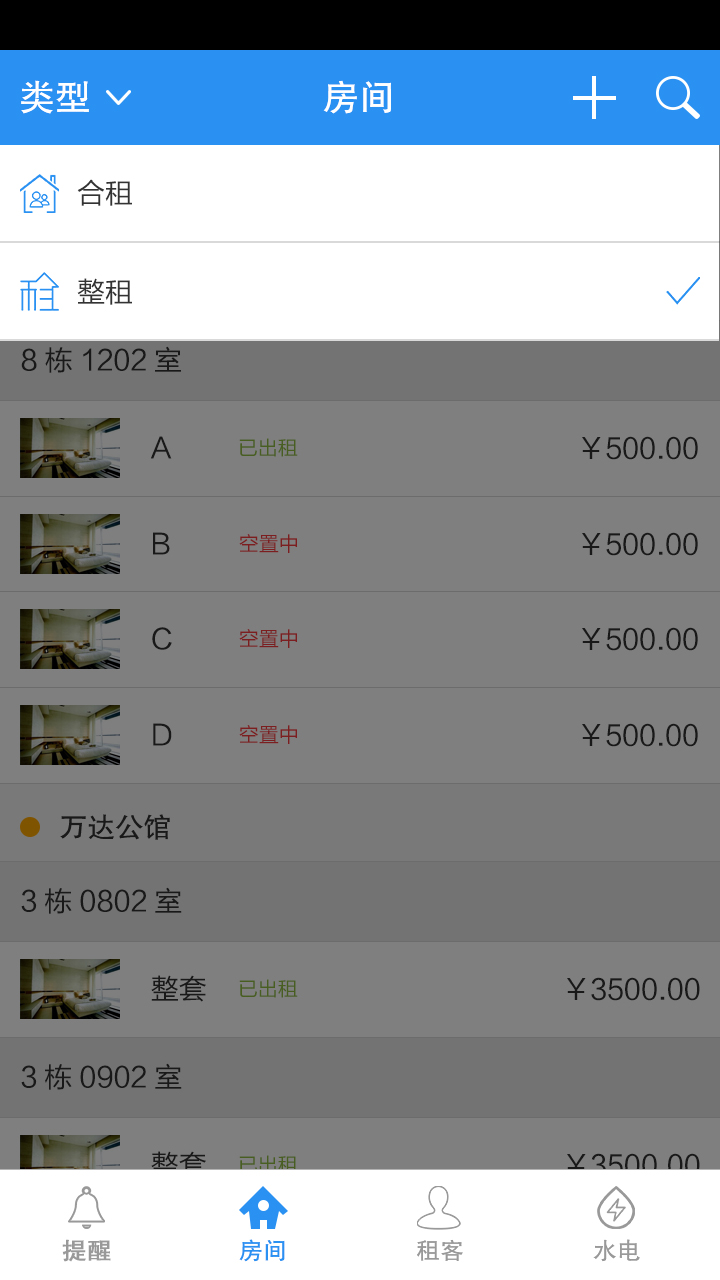 类型 房间
合租
整租
8 栋 1202 室
A 已出租 ￥500.00
B 空置中 ￥500.00
C 空置中 ￥500.00
D 空置中 ￥500.00
万达公馆
3 栋 0802 室
整套 已出租 ￥3500.00
3 栋 0902 室
整套 已出租 ￥3500.00
提醒 房间 租客 水电